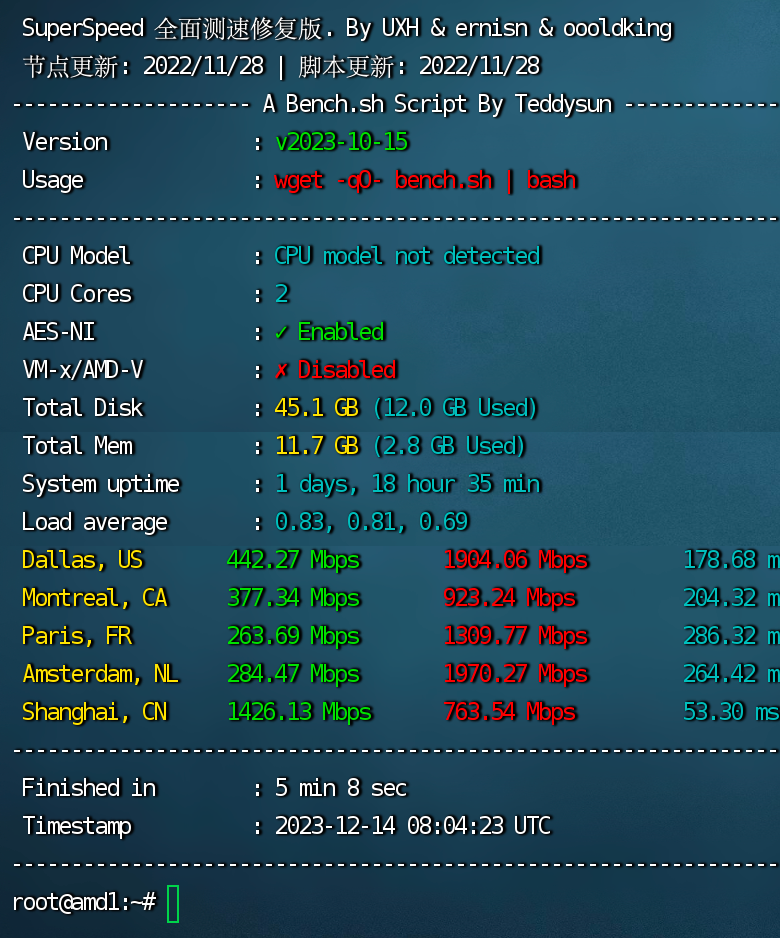 SuperSpeed 全面测速修复版. By UXH & ernisn & oooldking
节点更新: 2022/11/28 | 脚本更新: 2022/11/28
-------------------- A Bench.sh Script By Teddysun -------------
Version : v2023-10-15
Usage : wget -qO- bench.sh | bash
----------------------------------------------------------------
CPU Model : CPU model not detected
CPU Cores : 2
AES-NI : ✓ Enabled
VM-x/AMD-V : ✗ Disabled
Total Disk : 45.1 GB (12.0 GB Used)
Total Mem : 11.7 GB (2.8 GB Used)
System uptime : 1 days, 18 hour 35 min
Load average : 0.83, 0.81, 0.69
Dallas, US 442.27 Mbps 1904.06 Mbps 178.68 m
Montreal, CA 377.34 Mbps 923.24 Mbps 204.32 m
Paris, FR 263.69 Mbps 1309.77 Mbps 286.32 m
Amsterdam, NL 284.47 Mbps 1970.27 Mbps 264.42 m
Shanghai, CN 1426.13 Mbps 763.54 Mbps 53.30 ms
----------------------------------------------------------------
Finished in : 5 min 8 sec
Timestamp : 2023-12-14 08:04:23 UTC
----------------------------------------------------------------
root@amd1:~#